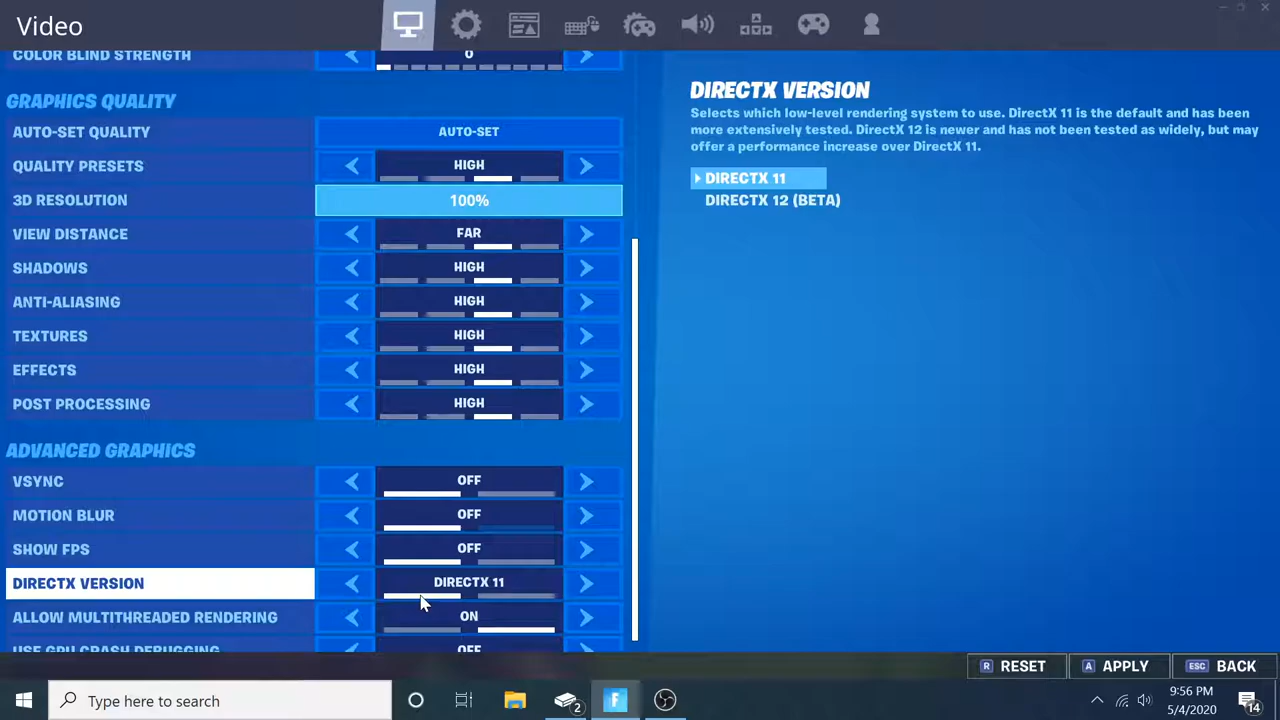 Video
COLOR BLIND STRENGTH
0
GRAPHICS QUALITY
AUTO-SET QUALITY AUTO-SET
QUALITY PRESETS HIGH
3D RESOLUTION 100%
VIEW DISTANCE FAR
SHADOWS HIGH
ANTI-ALIASING HIGH
TEXTURES HIGH
EFFECTS HIGH
POST PROCESSING HIGH
ADVANCED GRAPHICS
VSYNC OFF
MOTION BLUR OFF
SHOW FPS OFF
DIRECTX VERSION DIRECTX 11
ALLOW MULTITHREADED RENDERING ON
USE GPU CRASH DEBUGGING OFF
DIRECTX VERSION
Selects which low-level rendering system to use. DirectX 11 is the default and has been
more extensively tested. DirectX 12 is newer and has not been tested as widely, but may
offer a performance increase over DirectX 11.
DIRECTX 11
DIRECTX 12 (BETA)
R RESET A APPLY ESC BACK
Type here to search
2
F
9:56 PM
5/4/2020
14